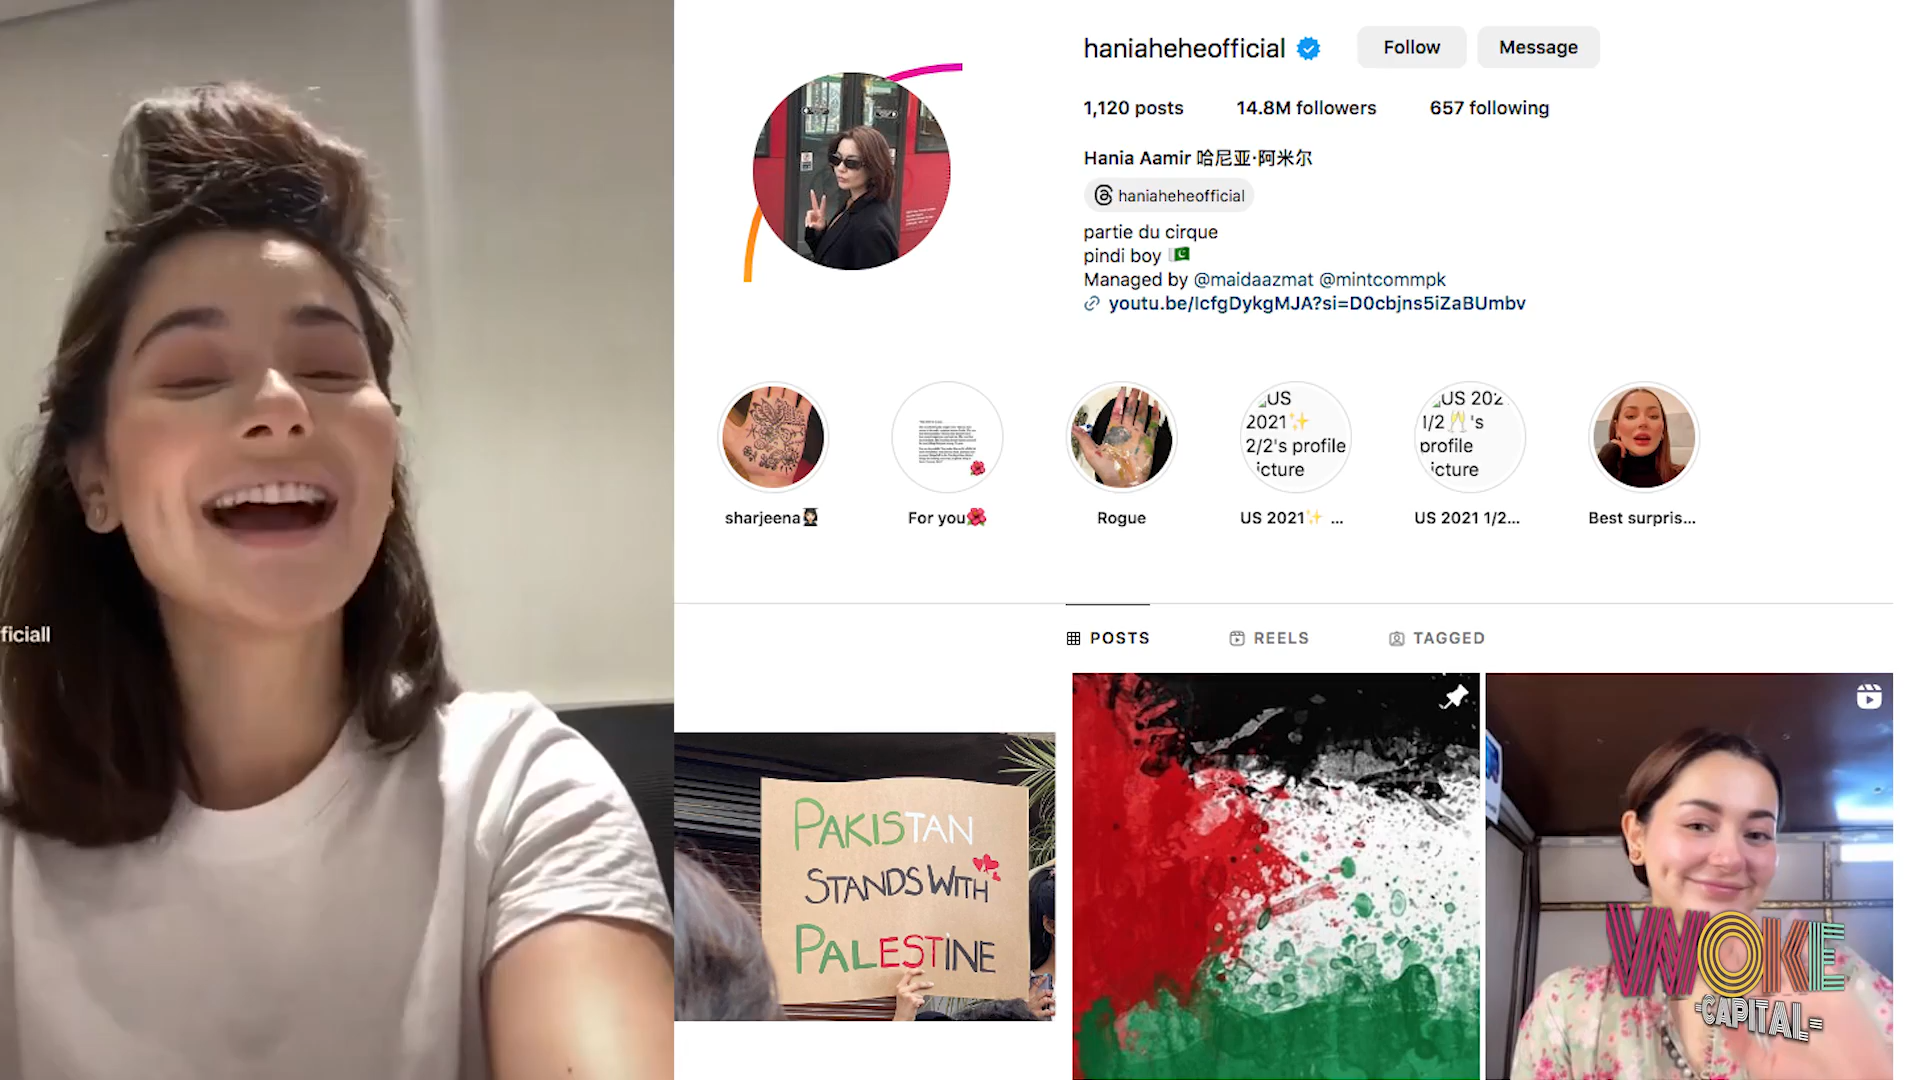 ficiall
haniaheheofficial
Follow
Message
1,120 posts
14.8M followers
657 following
Hania Aamir 哈尼亚·阿米尔
haniaheheofficial
partie du cirque
pindi boy 🇵🇰
Managed by @maidaazmat @mintcommpk
youtu.be/lcfgDykgMJA?si=D0cbjns5iZaBUmbv
US
2021✨
2/2's profile
icture
US 202
1/2🥂's
profile
icture
sharjeena👩🏻‍🎓
For you🌺
Rogue
US 2021✨ ...
US 2021 1/2...
Best surpris...
POSTS
REELS
TAGGED
PAKISTAN
STANDS WITH
PALESTINE
WOKE
-CAPITAL-